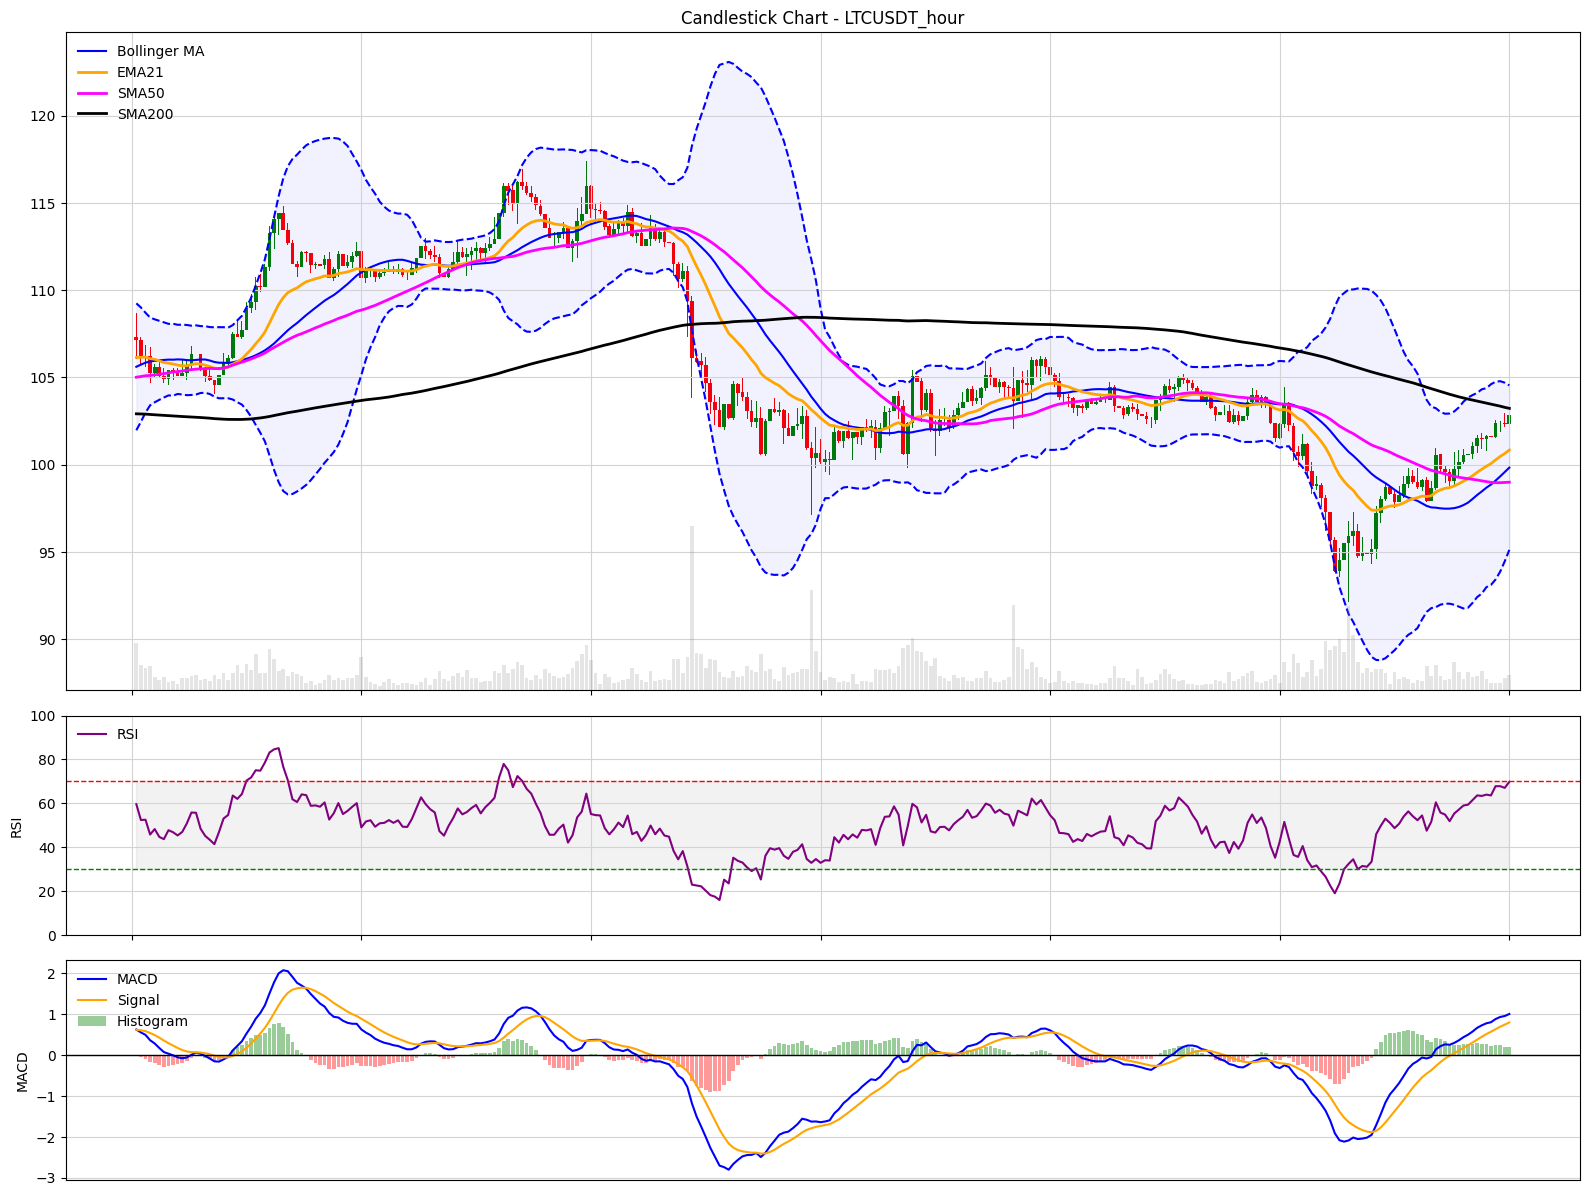 Candlestick Chart - LTCUSDT_hour
Bollinger MA
EMA21
SMA50
SMA200
120
115
110
105
100
95
90
RSI
100
80
60
40
20
0
RSI
MACD
Signal
Histogram
2
1
0
−1
−2
−3
MACD